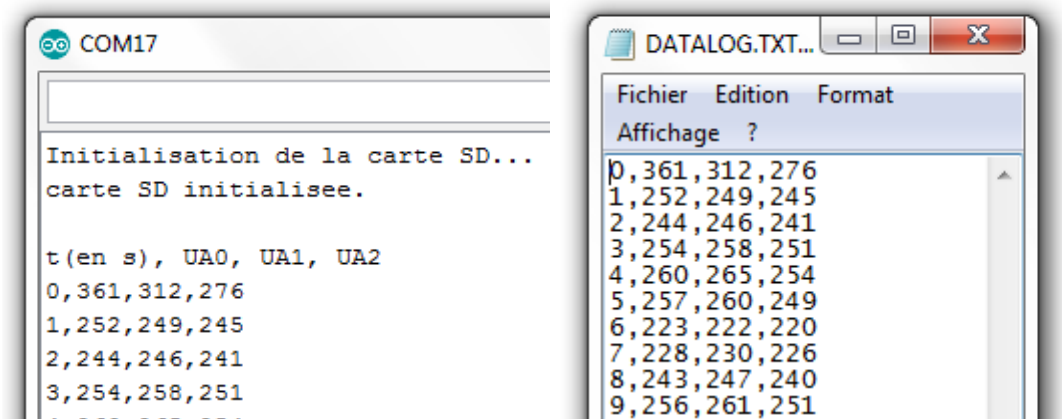 COM17
Initialisation de la carte SD...
carte SD initialisee.
t(en s), UA0, UA1, UA2
0,361,312,276
1,252,249,245
2,244,246,241
3,254,258,251
DATALOG.TXT...
Fichier Edition Format
Affichage ?
0,361,312,276
1,252,249,245
2,244,246,241
3,254,258,251
4,260,265,254
5,257,260,249
6,223,222,220
7,228,230,226
8,243,247,240
9,256,261,251